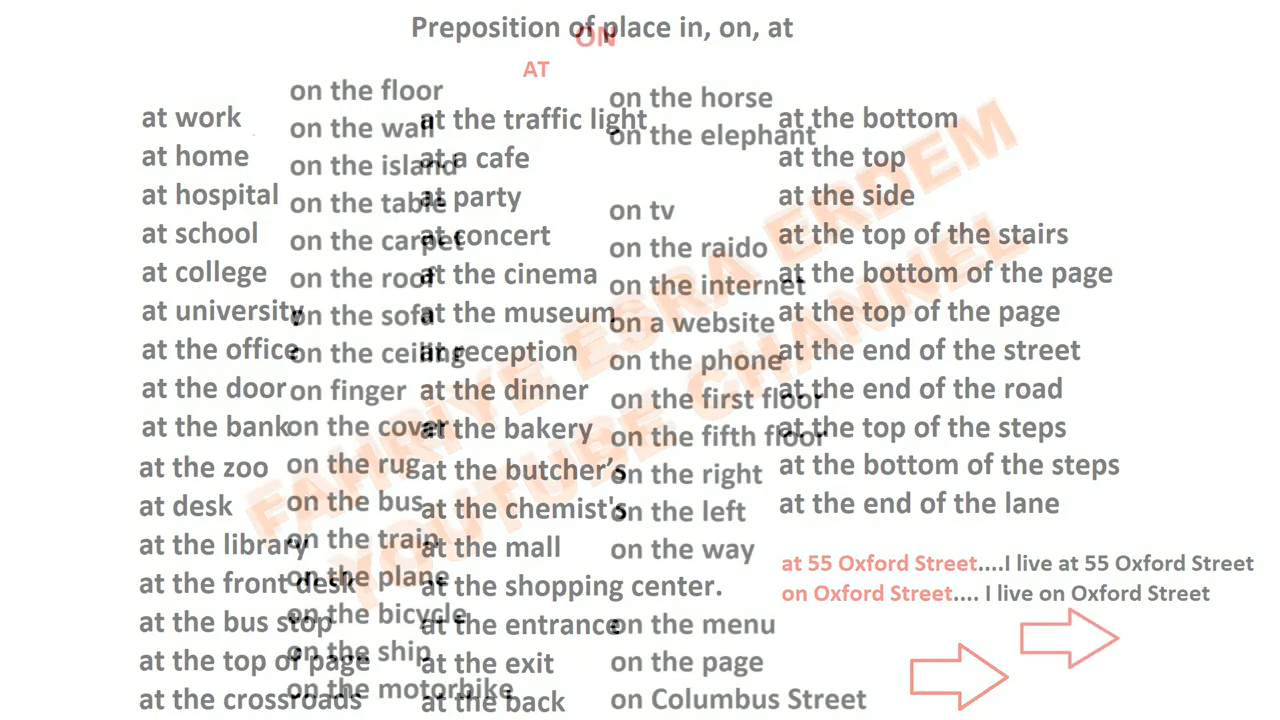 Preposition of place in, on, at
ON
AT
at work
at home
at hospital
at school
at college
at university
at the office
at the door
at the bank
at the zoo
at desk
at the library
at the front desk
at the bus stop
at the top of page
at the crossroads
on the floor
on the wall
on the island
on the table
on the carpet
on the roof
on the sofa
on the ceiling
on finger
on the cover
on the rug
on the bus
on the train
on the plane
on the bicycle
on the ship
on the motorbike
at the traffic light
at a cafe
at party
at concert
at the cinema
at the museum
at reception
at the dinner
at the bakery
at the butcher’s
at the chemist's
at the mall
at the shopping center.
at the entrance
at the exit
at the back
on the horse
on the elephant
on tv
on the raido
on the internet
on a website
on the phone
on the first floor
on the fifth floor
on the right
on the left
on the way
on the menu
on the page
on Columbus Street
at the bottom
at the top
at the side
at the top of the stairs
at the bottom of the page
at the top of the page
at the end of the street
at the end of the road
at the top of the steps
at the bottom of the steps
at the end of the lane
at 55 Oxford Street....I live at 55 Oxford Street
on Oxford Street.... I live on Oxford Street
FAHRİYE ESRA ERDEM
YOUTUBE CHANNEL